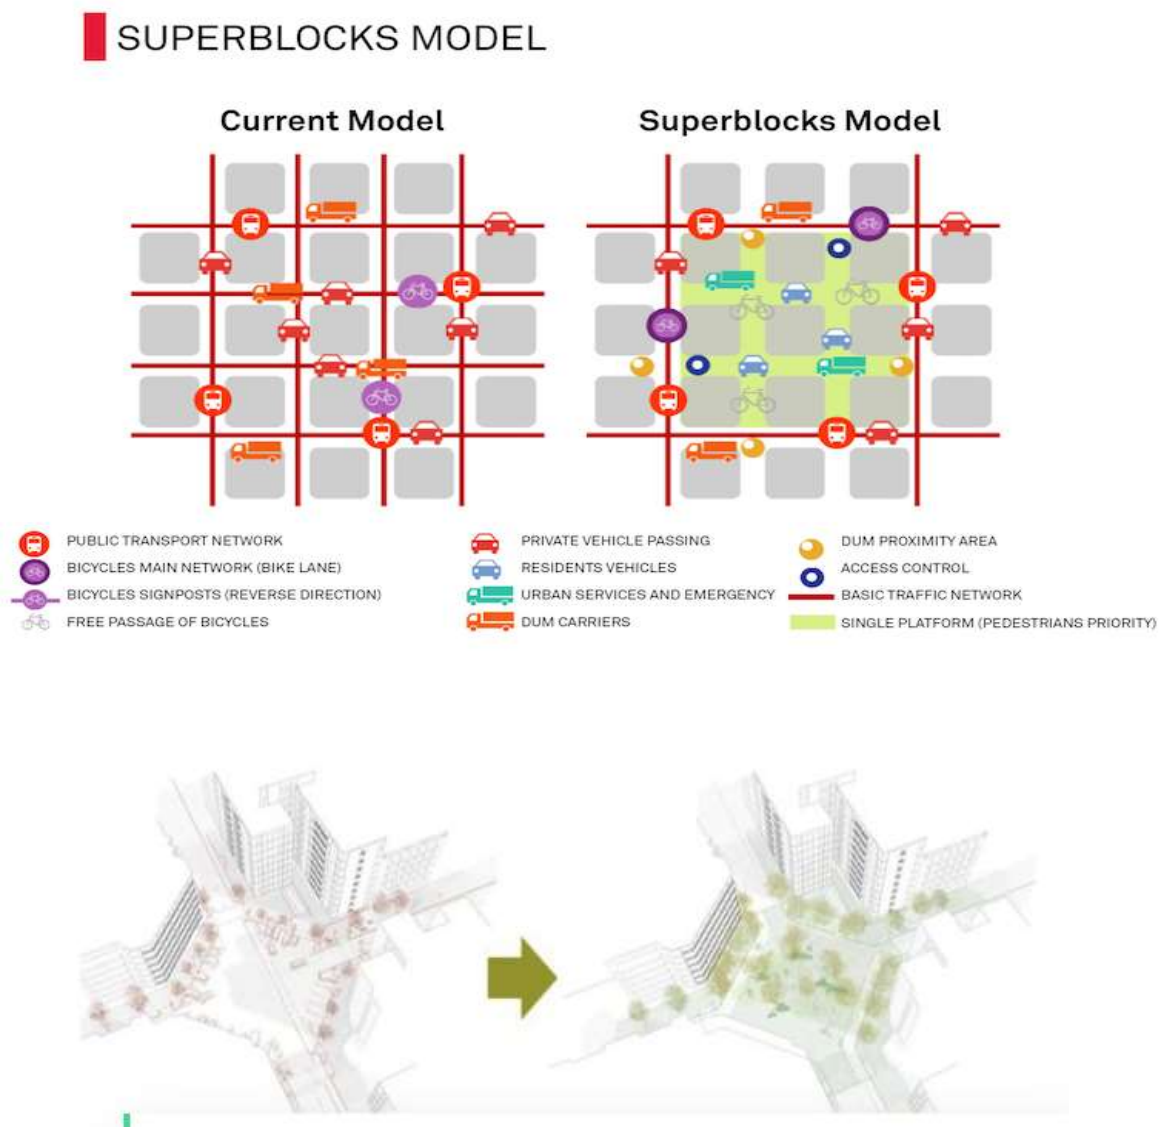 SUPERBLOCKS MODEL
Current Model
Superblocks Model
PUBLIC TRANSPORT NETWORK
BICYCLES MAIN NETWORK (BIKE LANE)
BICYCLES SIGNPOSTS (REVERSE DIRECTION)
FREE PASSAGE OF BICYCLES
PRIVATE VEHICLE PASSING
RESIDENTS VEHICLES
URBAN SERVICES AND EMERGENCY
DUM CARRIERS
DUM PROXIMITY AREA
ACCESS CONTROL
BASIC TRAFFIC NETWORK
SINGLE PLATFORM (PEDESTRIANS PRIORITY)